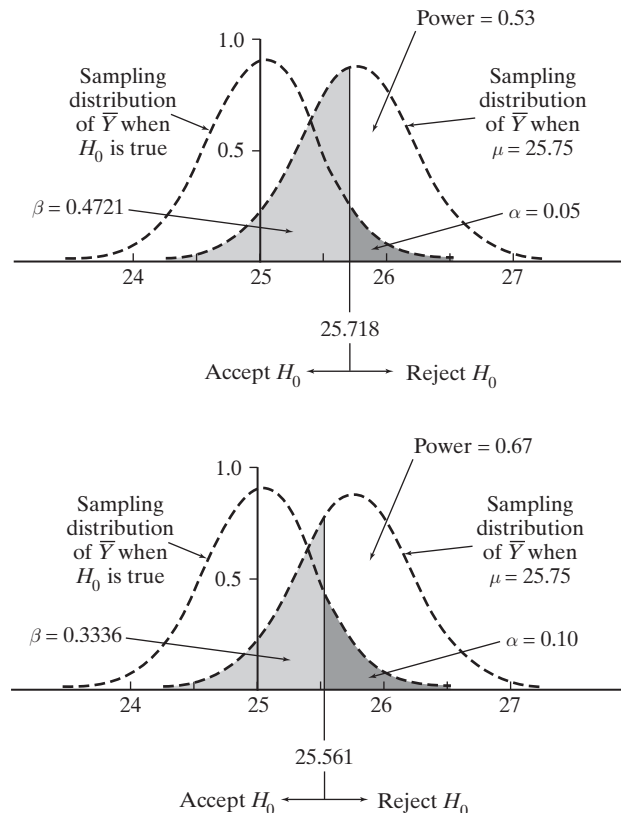 Power = 0.53
1.0
Sampling
distribution
of Y̅ when
H₀ is true
Sampling
distribution
of Y̅ when
μ = 25.75
0.5
β = 0.4721
α = 0.05
24
25
26
27
25.718
Accept H₀
Reject H₀
Power = 0.67
1.0
Sampling
distribution
of Y̅ when
H₀ is true
Sampling
distribution
of Y̅ when
μ = 25.75
0.5
β = 0.3336
α = 0.10
24
25
26
27
25.561
Accept H₀
Reject H₀